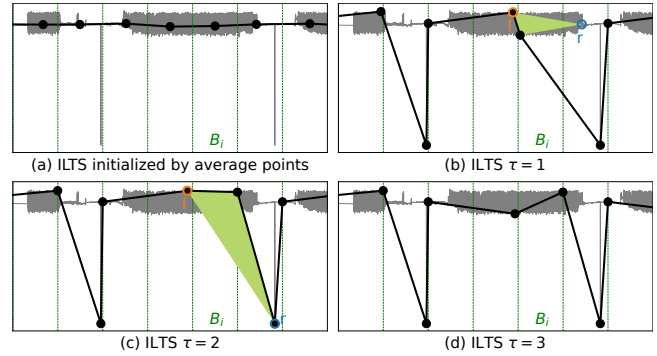 B_i
(a) ILTS initialized by average points
l
r
B_i
(b) ILTS τ = 1
l
r
B_i
(c) ILTS τ = 2
B_i
(d) ILTS τ = 3